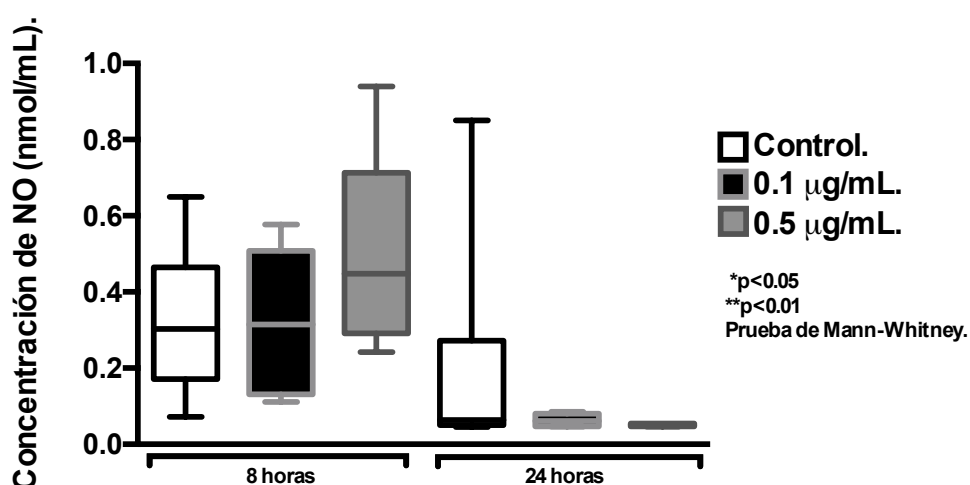 Concentración de NO (nmol/mL).
1.0
0.8
0.6
0.4
0.2
0.0
8 horas
24 horas
Control.
0.1 μg/mL.
0.5 μg/mL.
*p<0.05
**p<0.01
Prueba de Mann-Whitney.